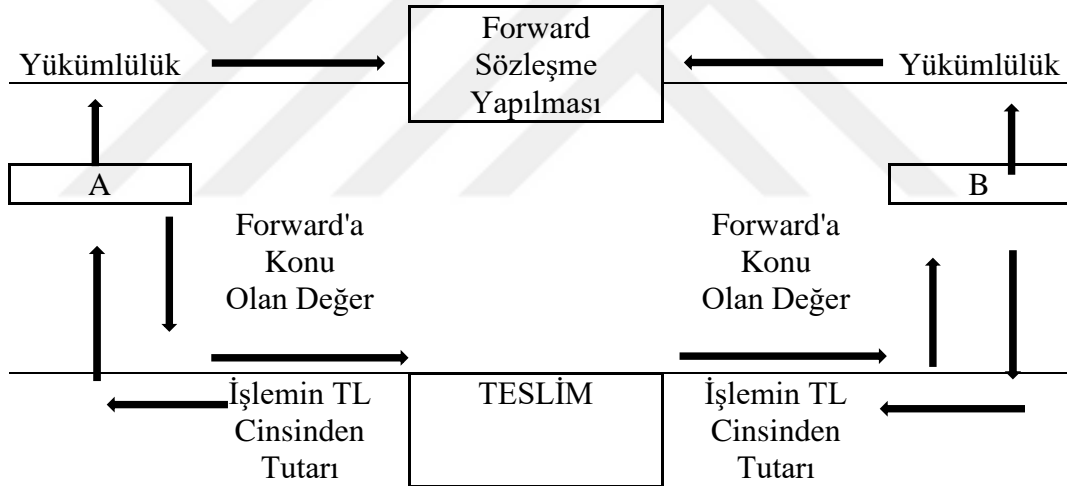 Yükümlülük
Forward
Sözleşme
Yapılması
Yükümlülük
A
B
Forward'a
Konu
Olan Değer
Forward'a
Konu
Olan Değer
İşlemin TL
Cinsinden
Tutarı
TESLİM
İşlemin TL
Cinsinden
Tutarı